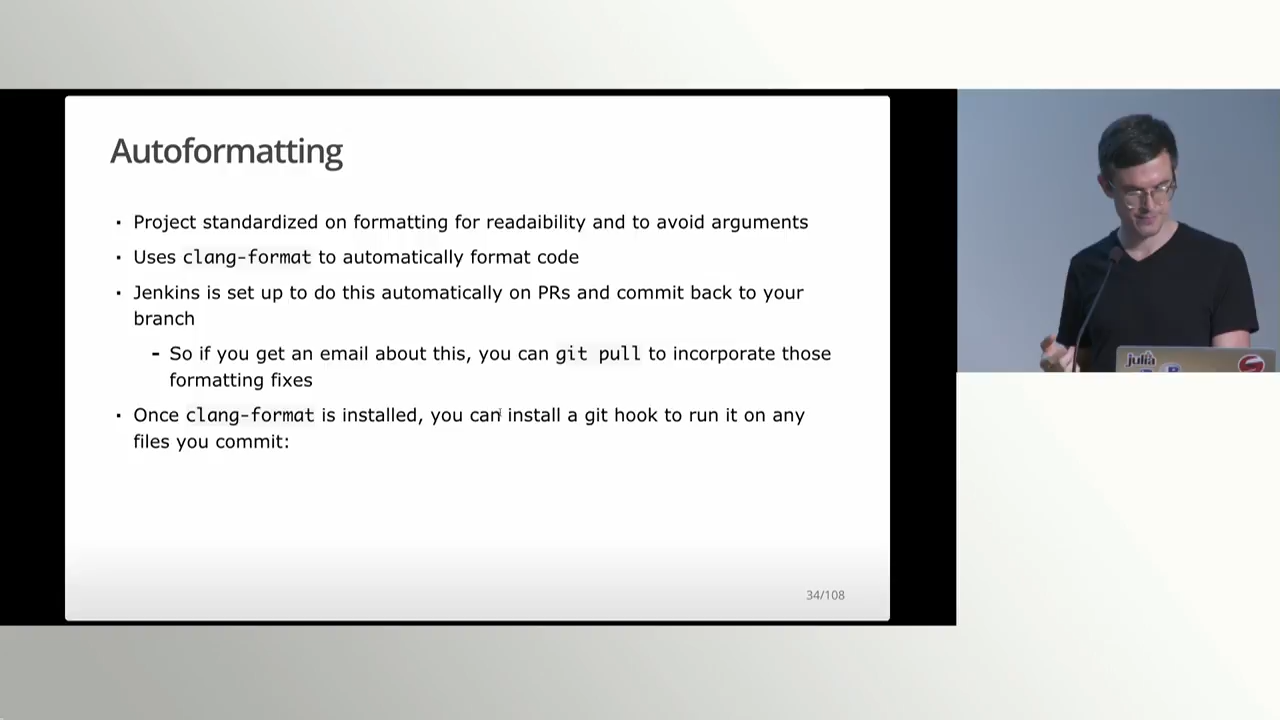 Autoformatting
▪ Project standardized on formatting for readaibility and to avoid arguments
▪ Uses clang-format to automatically format code
▪ Jenkins is set up to do this automatically on PRs and commit back to your
branch
- So if you get an email about this, you can git pull to incorporate those
formatting fixes
▪ Once clang-format is installed, you can install a git hook to run it on any
files you commit:
34/108
julia